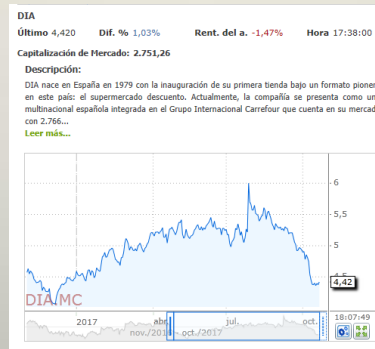 DIA
Último 4,420 Dif. % 1,03% Rent. del a. -1,47% Hora 17:38:00
Capitalización de Mercado: 2.751,26
Descripción:
DIA nace en España en 1979 con la inauguración de su primera tienda bajo un formato pioner
en este país: el supermercado descuento. Actualmente, la compañía se presenta como un
multinacional española integrada en el Grupo Internacional Carrefour que cuenta en su mercad
con 2.766...
Leer más...
6
5,5
5
4,5
4,42
DIA.MC
2017 abr. jul. oct.
18:07:49
nov./2016 - oct./2017